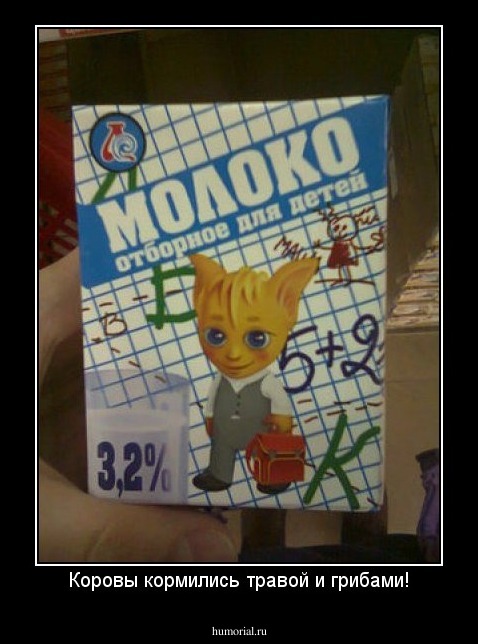 МОЛОКО
отборное для детей
Б
В
5+2
3,2%
К
Коровы кормились травой и грибами!
humorial.ru